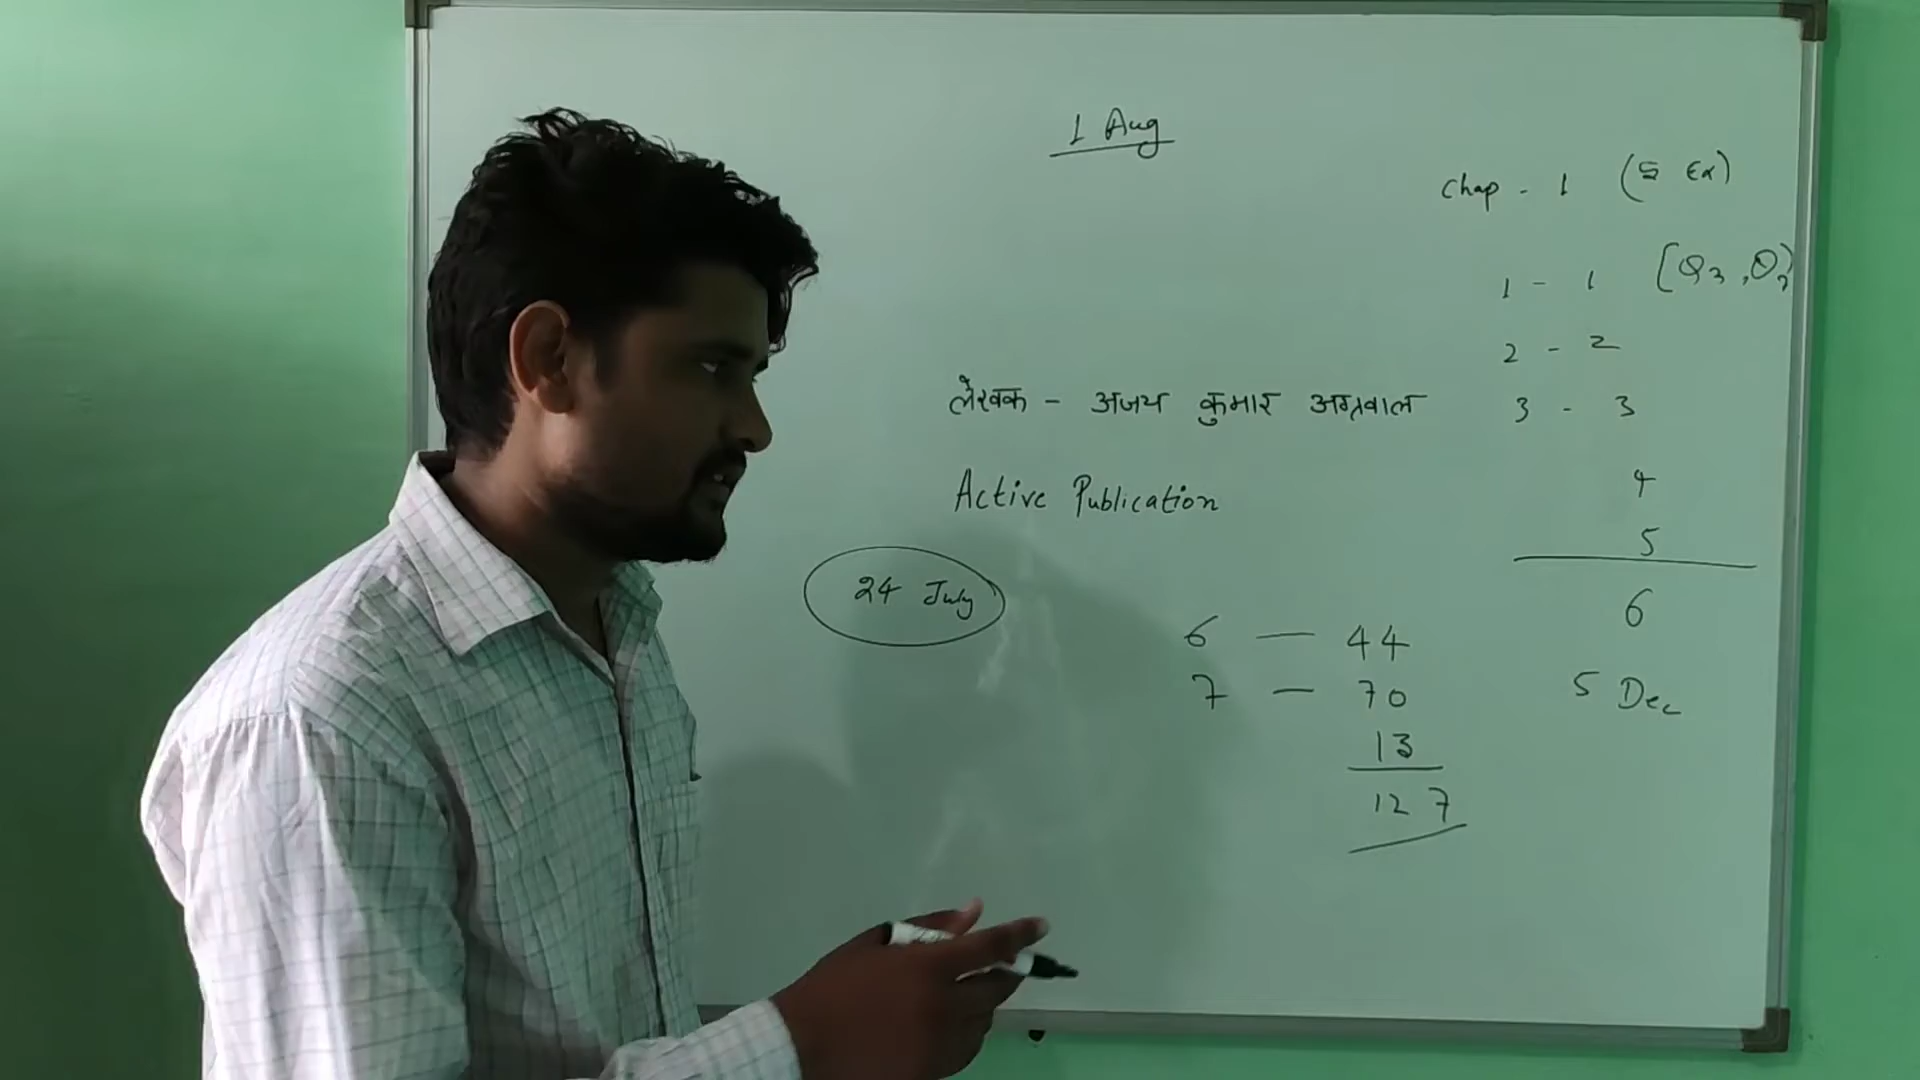 1 Aug
Chap - 1 (5 Ex)
1 - 1 [Q3, Q
2 - 2
लेखक - अजय कुमार अग्रवाल
3 - 3
4
Active Publication
5
24 July
6
6 — 44
7 — 70
5 Dec
13
127